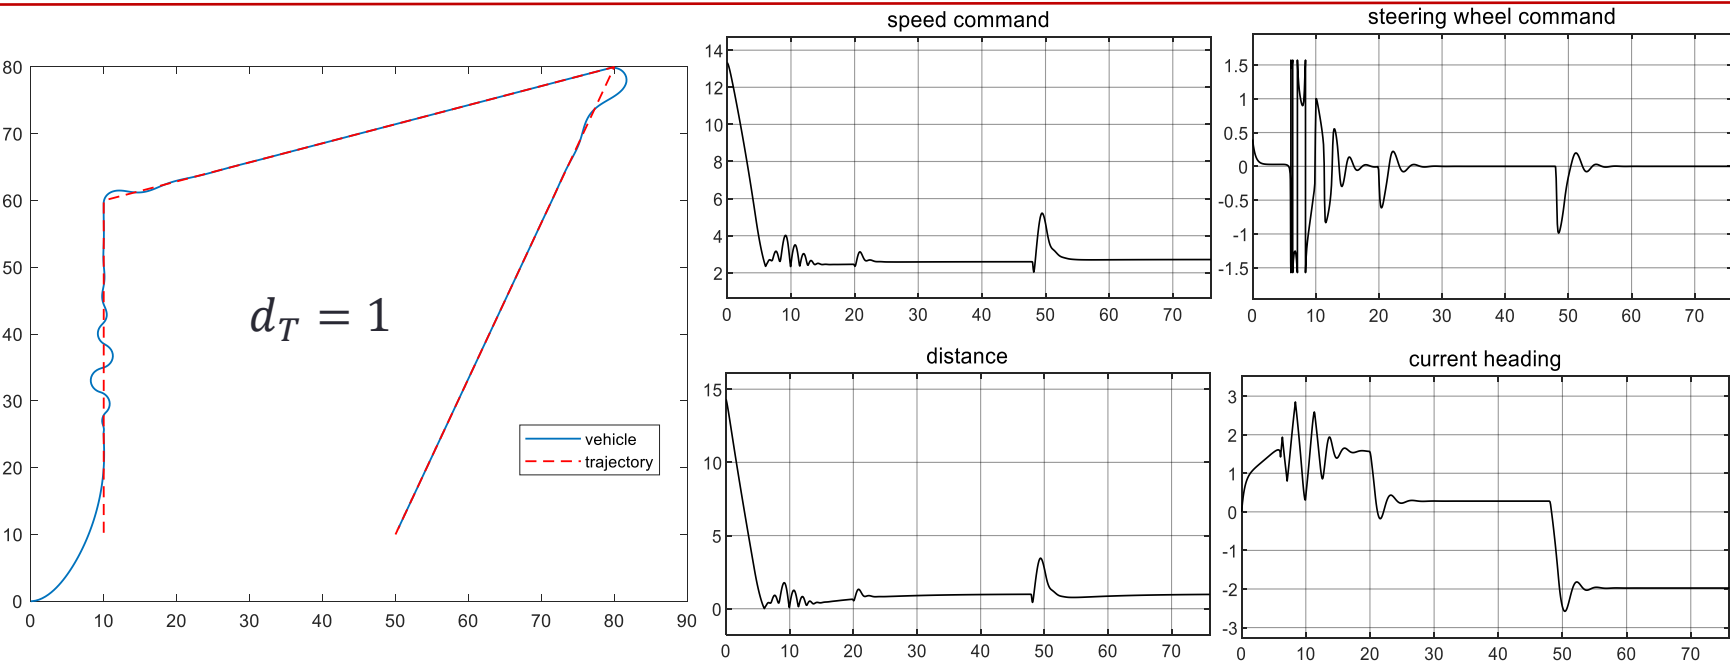 80
70
60
50
40
30
20
10
0
0 10 20 30 40 50 60 70 80 90
d_T = 1
vehicle
trajectory
speed command
14
12
10
8
6
4
2
0 10 20 30 40 50 60 70
steering wheel command
1.5
1
0.5
0
-0.5
-1
-1.5
0 10 20 30 40 50 60 70
distance
15
10
5
0
0 10 20 30 40 50 60 70
current heading
3
2
1
0
-1
-2
-3
0 10 20 30 40 50 60 70